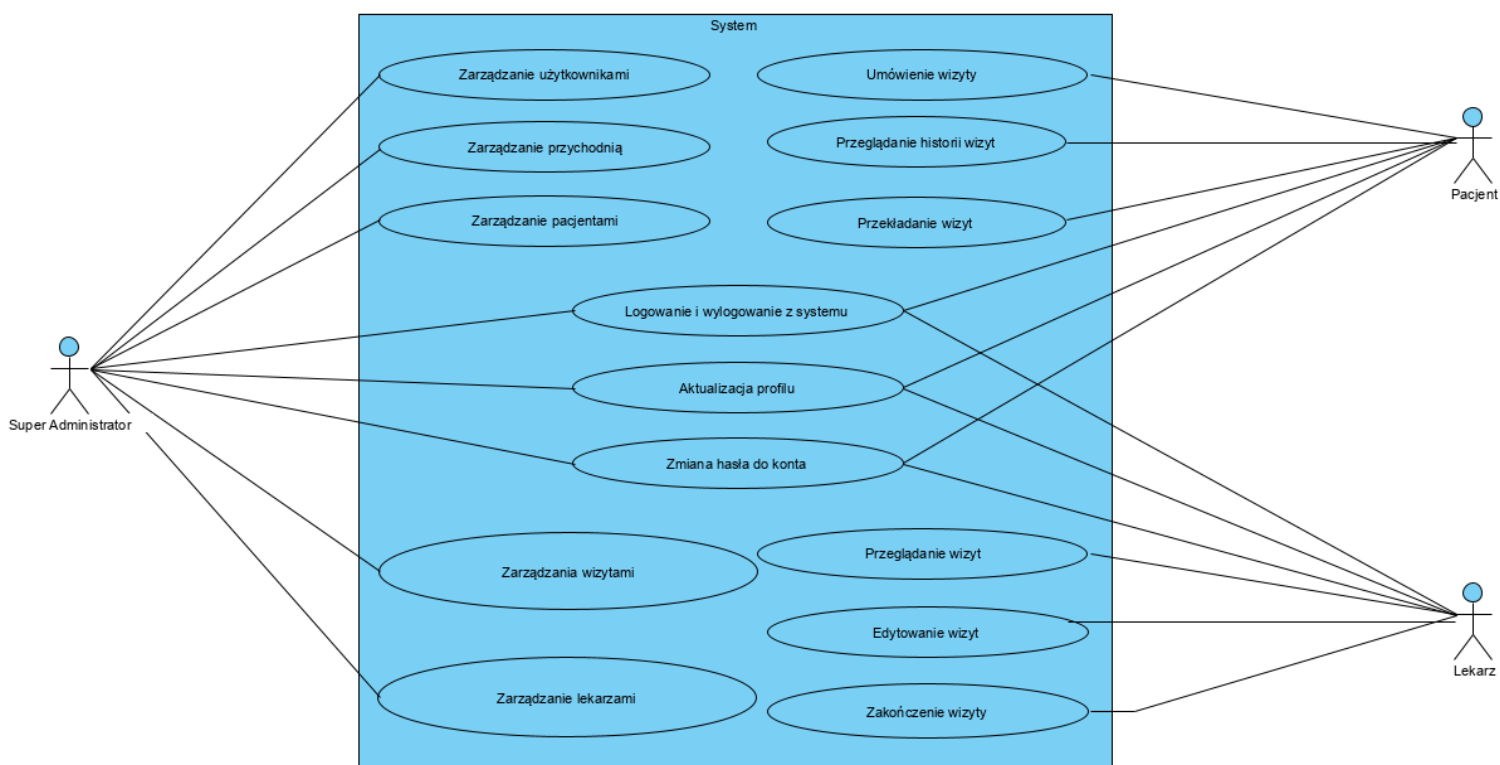 System
Zarządzanie użytkownikami
Umówienie wizyty
Zarządzanie przychodnią
Przeglądanie historii wizyt
Pacjent
Zarządzanie pacjentami
Przekładanie wizyt
Logowanie i wylogowanie z systemu
Aktualizacja profilu
Super Administrator
Zmiana hasła do konta
Przeglądanie wizyt
Zarządzania wizytami
Edytowanie wizyt
Lekarz
Zarządzanie lekarzami
Zakończenie wizyty